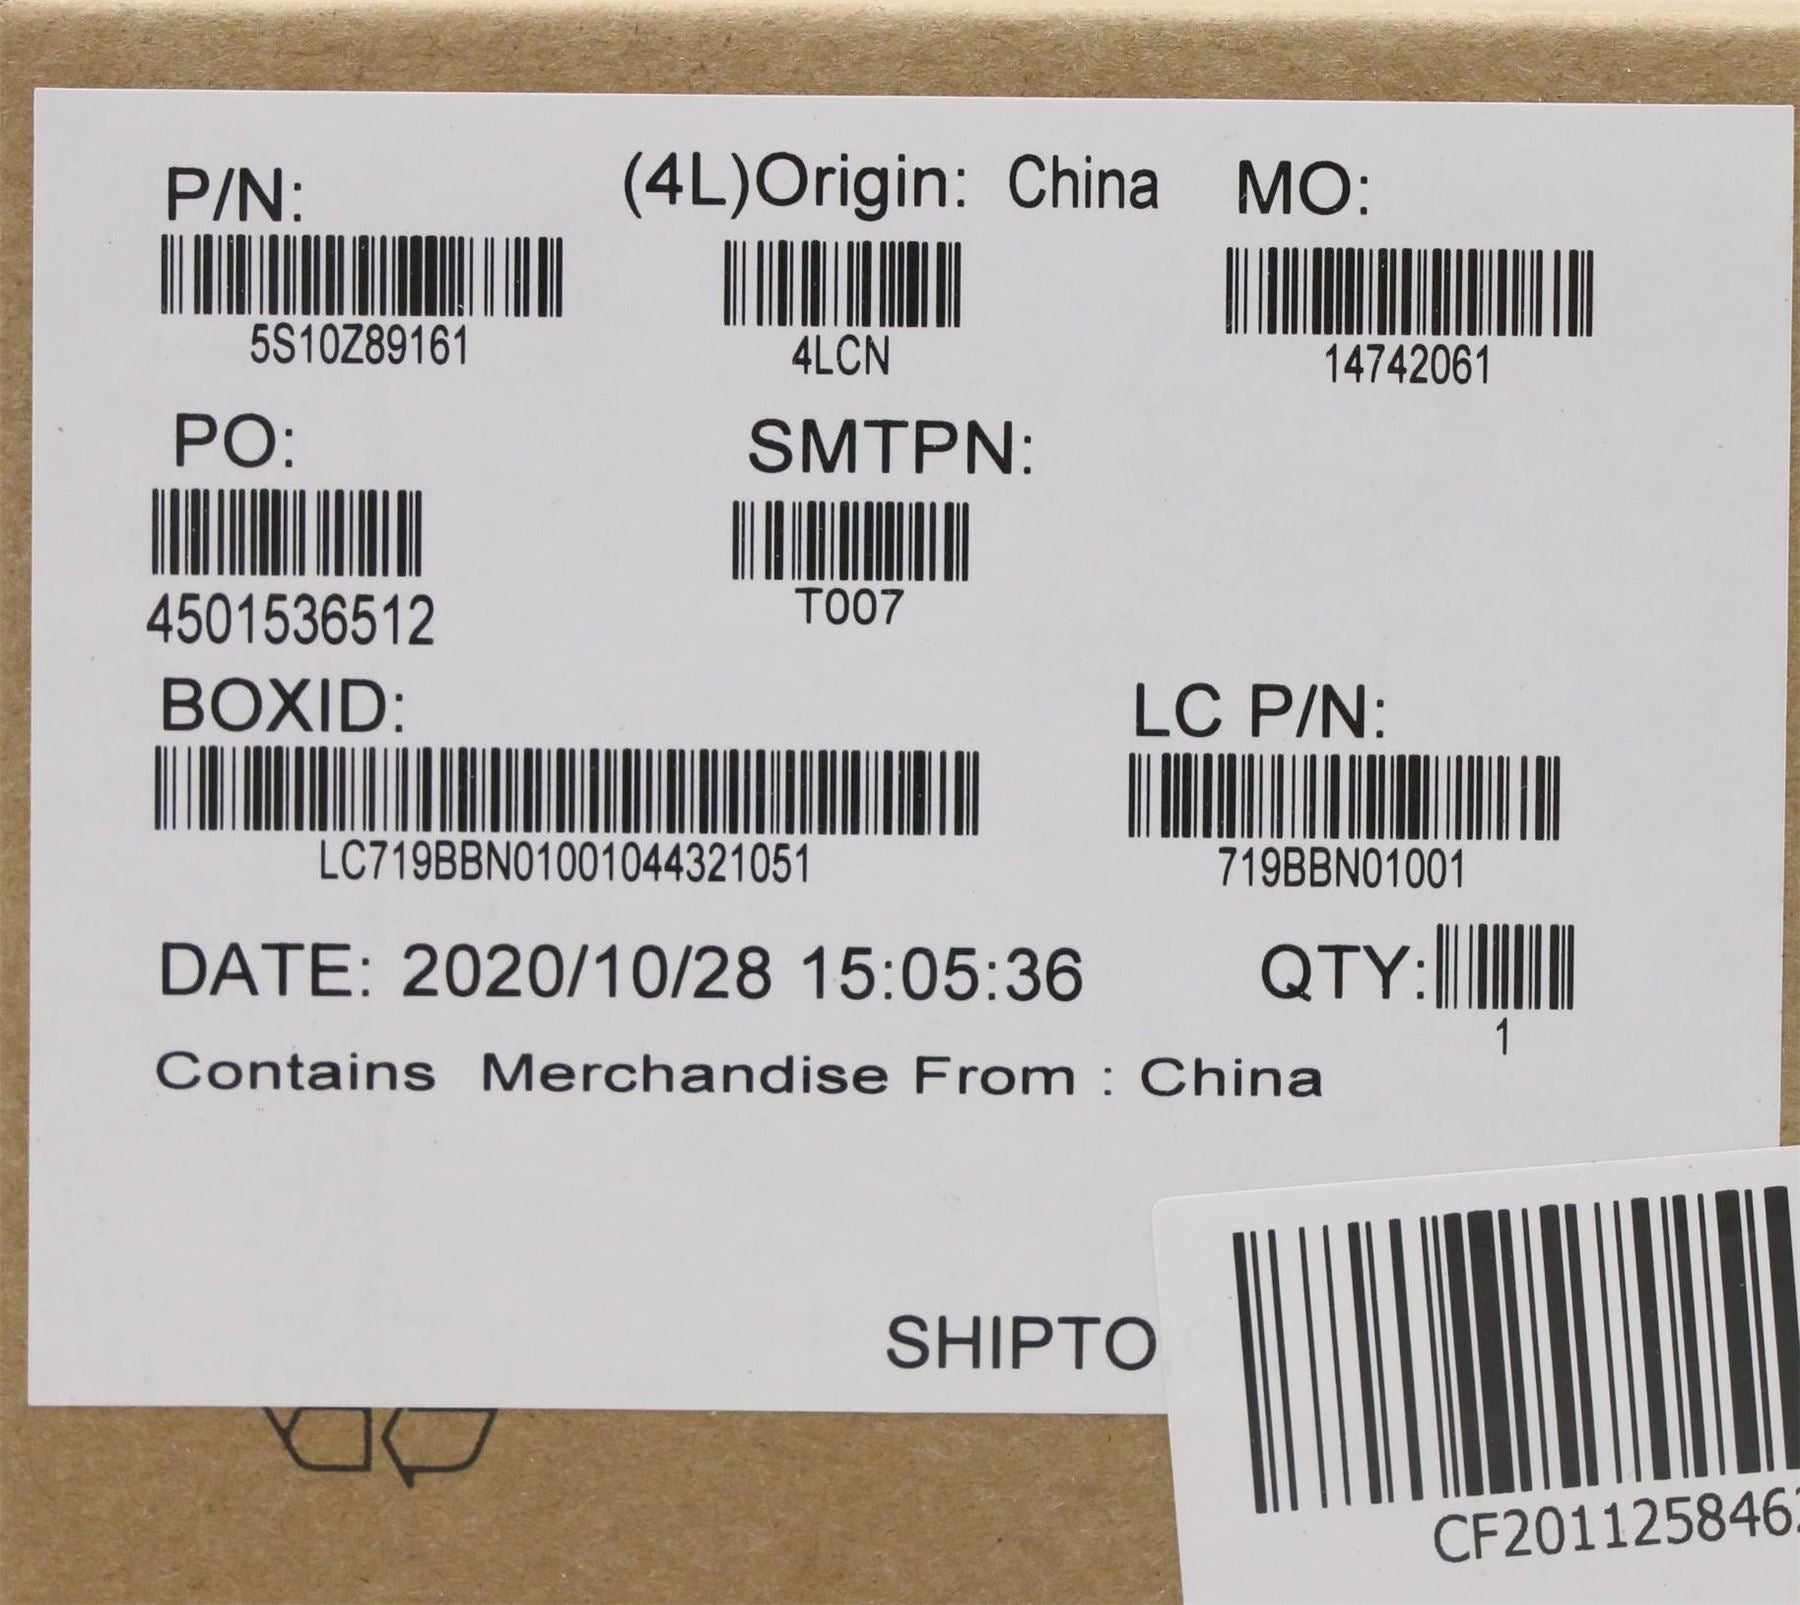 P/N:
(4L)Origin: China
MO:
5S10Z89161
4LCN
14742061
PO:
SMTPN:
4501536512
T007
BOXID:
LC P/N:
LC719BBN01001044321051
719BBN01001
DATE: 2020/10/28 15:05:36
QTY:
1
Contains Merchandise From : China
SHIPTO
CF201125846